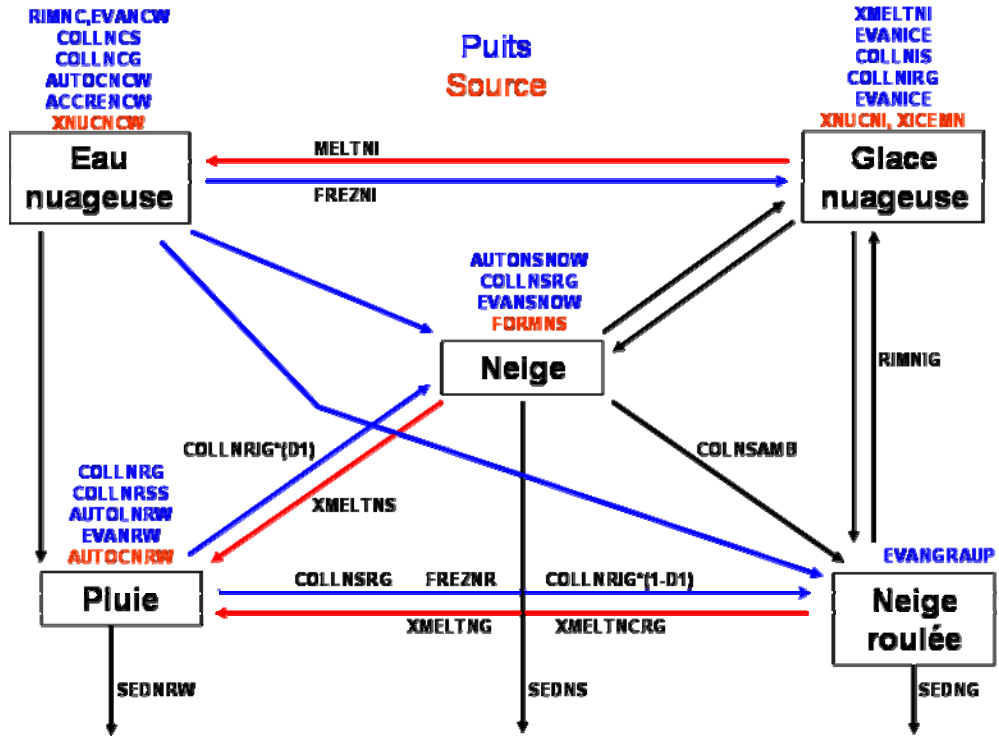 RIMNC,EVANCW
COLLNCS
COLLNCG
AUTOCNCW
ACCRENCW
XNUCNCW
Eau
nuageuse
Puits
Source
XMELTNI
EVANICE
COLLNIS
COLLNIRG
EVANICE
XNUCNI, XICEMN
Glace
nuageuse
MELTNI
FREZNI
AUTONSNOW
COLLNSRG
EVANSNOW
FORMNS
Neige
RIMNIG
COLLNRIG*(D1)
COLNSAMB
XMELTNS
COLLNRG
COLLNRSS
AUTOLNRW
EVANRW
AUTOCNRW
Pluie
EVANGRAUP
Neige
roulée
COLLNSRG FREZNR COLLNRIG*(1-D1)
XMELTNG XMELTNCRG
SEDNRW
SEDNS
SEDNG